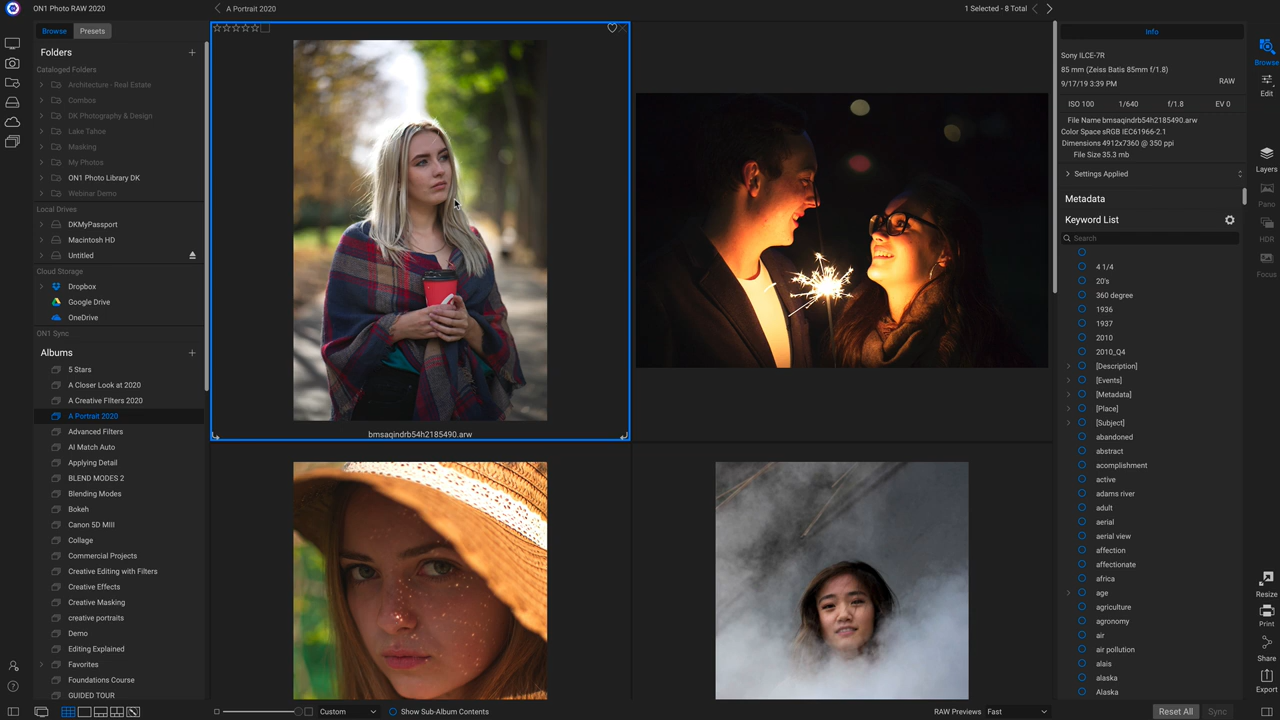 ON1 Photo RAW 2020
A Portrait 2020
1 Selected - 8 Total
Browse
Presets
Folders
Cataloged Folders
Architecture - Real Estate
Combos
DK Photography & Design
Lake Tahoe
Masking
My Photos
ON1 Photo Library DK
Webinar Demo
Local Drives
DKMyPassport
Macintosh HD
Untitled
Cloud Storage
Dropbox
Google Drive
OneDrive
ON1 Sync
Albums
5 Stars
A Closer Look at 2020
A Creative FIlters 2020
A Portrait 2020
Advanced Filters
AI Match Auto
Applying Detail
BLEND MODES 2
Blending Modes
Bokeh
Canon 5D MIII
Collage
Commercial Projects
Creative Editing with Filters
Creative Effects
Creative Masking
creative portraits
Demo
Editing Explained
Favorites
Foundations Course
GUIDED TOUR
bmsaqindrb54h2185490.arw
Custom
Show Sub-Album Contents
RAW Previews
Fast
Info
Sony ILCE-7R
85 mm (Zeiss Batis 85mm f/1.8)
9/17/19 3:39 PM
RAW
ISO 100
1/640
f/1.8
EV 0
File Name bmsaqindrb54h2185490.arw
Color Space sRGB IEC61966-2.1
Dimensions 4912x7360 @ 350 ppi
File Size 35.3 mb
Settings Applied
Metadata
Keyword List
Search
4 1/4
20's
360 degree
1936
1937
2010
2010_Q4
[Description]
[Events]
[Metadata]
[Place]
[Subject]
abandoned
abstract
acomplishment
active
adams river
adult
aerial
aerial view
affection
affectionate
africa
age
agriculture
agronomy
air
air pollution
alais
alaska
Alaska
Reset All
Sync
Browse
Edit
Layers
Pano
HDR
Focus
Resize
Print
Share
Export